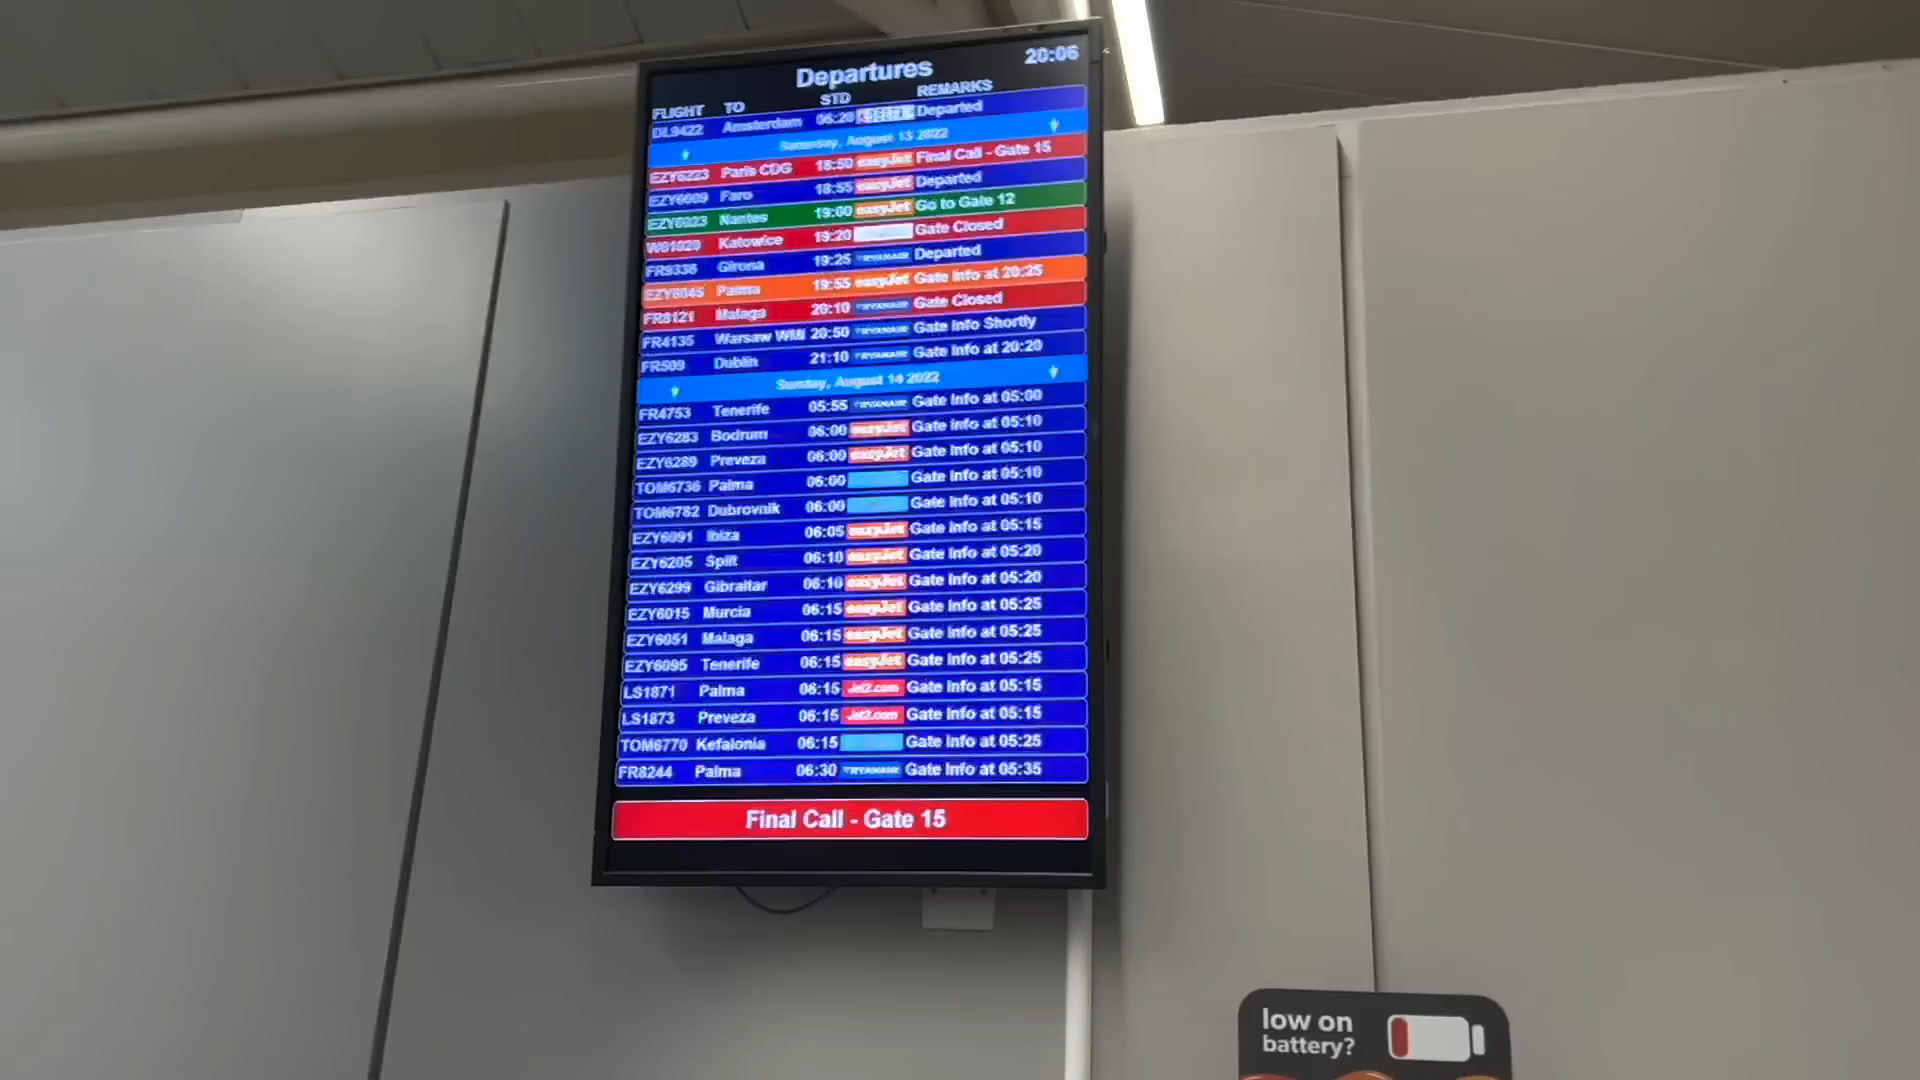 20:06
Departures
FLIGHT TO STD REMARKS
DL9422 Amsterdam 06:20 Departed
Saturday, August 13 2022
EZY6223 Paris CDG 18:50 easyJet Final Call - Gate 15
EZY6009 Faro 18:55 easyJet Departed
Nantes 19:00 easyJet Go to Gate 12
Katowice 19:20 Gate Closed
FR9336 Girona 19:25 RYANAIR Departed
EZY6045 Palma 19:55 easyJet Gate Info at 20:25
FR8121 Malaga 20:10 RYANAIR Gate Closed
FR4135 Warsaw WMI 20:50 RYANAIR Gate Info Shortly
FR509 Dublin 21:10 RYANAIR Gate Info at 20:20
Sunday, August 14 2022
FR4753 Tenerife 05:55 RYANAIR Gate Info at 05:00
EZY6283 Bodrum 06:00 easyJet Gate Info at 05:10
EZY6289 Preveza 06:00 easyJet Gate Info at 05:10
TOM6736 Palma 06:00 Gate Info at 05:10
TOM6782 Dubrovnik 06:00 Gate Info at 05:10
EZY6091 Ibiza 06:05 easyJet Gate Info at 05:15
EZY6205 Split 06:10 easyJet Gate Info at 05:20
EZY6299 Gibraltar 06:10 easyJet Gate Info at 05:20
EZY6015 Murcia 06:15 easyJet Gate Info at 05:25
EZY6051 Malaga 06:15 easyJet Gate Info at 05:25
EZY6095 Tenerife 06:15 easyJet Gate Info at 05:25
LS1871 Palma 06:15 Jet2.com Gate Info at 05:15
LS1873 Preveza 06:15 Jet2.com Gate Info at 05:15
TOM6770 Kefalonia 06:15 Gate Info at 05:25
FR8244 Palma 06:30 RYANAIR Gate Info at 05:35
Final Call - Gate 15
low on
battery?